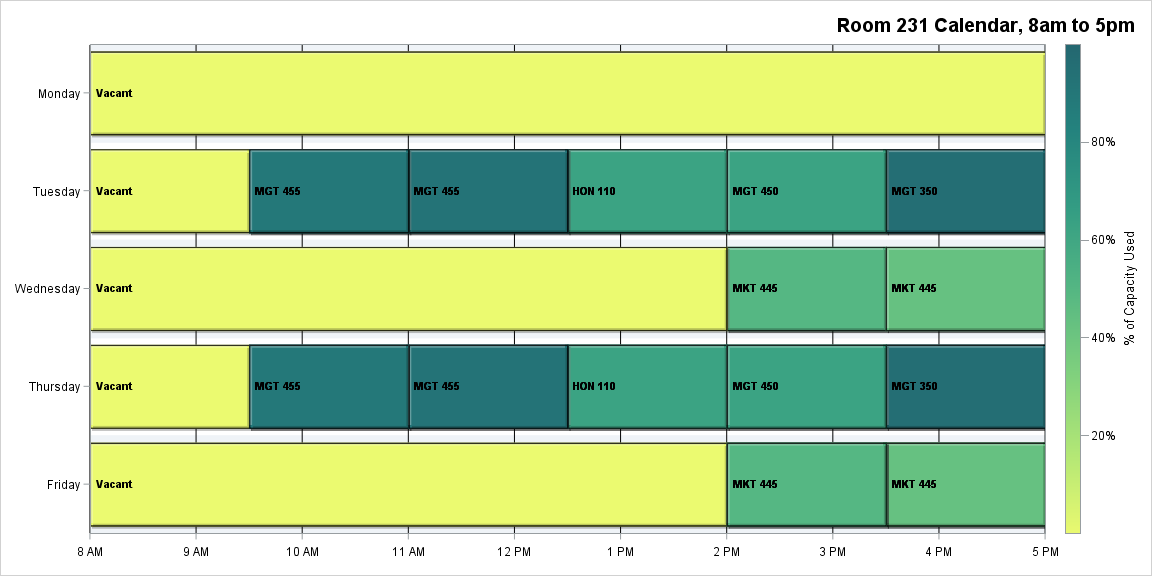 Room 231 Calendar, 8am to 5pm
Monday
Vacant
Tuesday
Vacant
MGT 455
MGT 455
HON 110
MGT 450
MGT 350
Wednesday
Vacant
MKT 445
MKT 445
Thursday
Vacant
MGT 455
MGT 455
HON 110
MGT 450
MGT 350
Friday
Vacant
MKT 445
MKT 445
8 AM
9 AM
10 AM
11 AM
12 PM
1 PM
2 PM
3 PM
4 PM
5 PM
80%
60%
40%
20%
% of Capacity Used